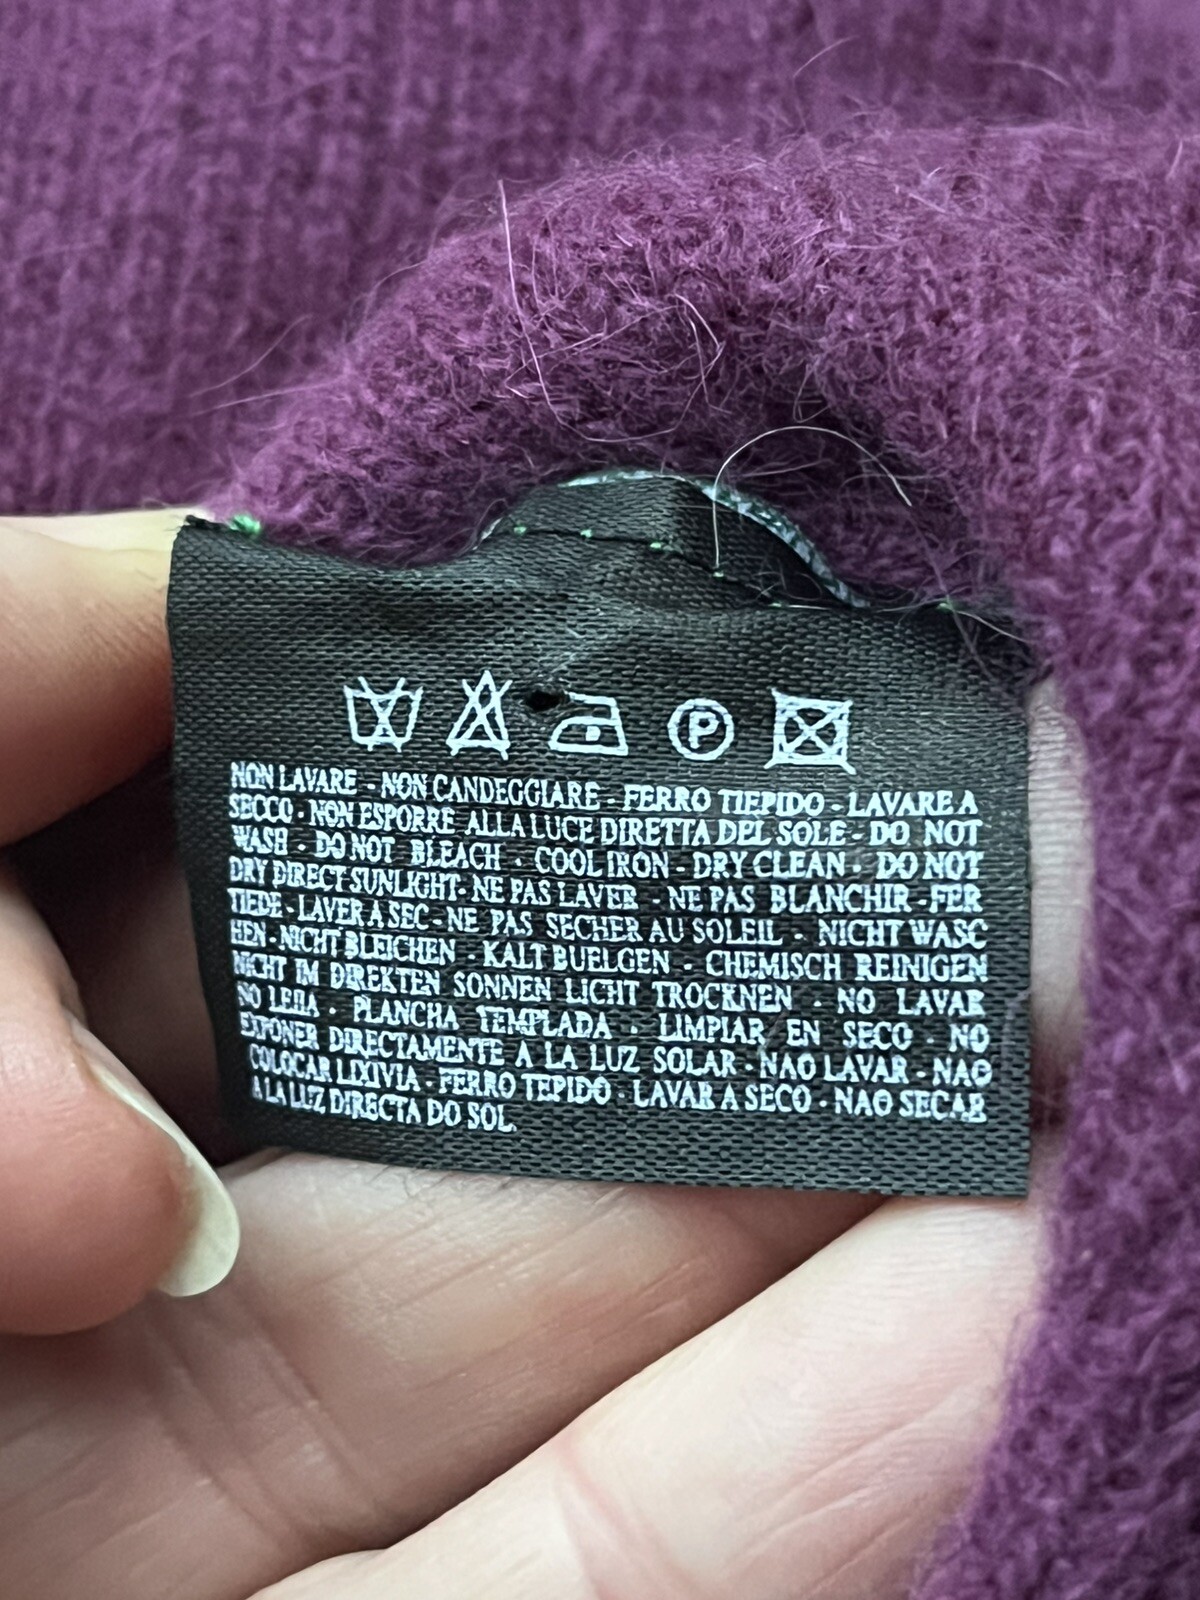 P
NON LAVARE - NON CANDEGGIARE - FERRO TIEPIDO - LAVARE A
SECCO - NON ESPORRE ALLA LUCE DIRETTA DEL SOLE - DO NOT
WASH - DO NOT BLEACH - COOL IRON - DRY CLEAN - DO NOT
DRY DIRECT SUNLIGHT - NE PAS LAVER - NE PAS BLANCHIR - FER
TIEDE - LAVER A SEC - NE PAS SECHER AU SOLEIL - NICHT WASC
HEN - NICHT BLEICHEN - KALT BUELGEN - CHEMISCH REINIGEN
NICHT IM DIREKTEN SONNEN LICHT TROCKNEN - NO LAVAR
NO LEJIA - PLANCHA TEMPLADA - LIMPIAR EN SECO - NO
EXPONER DIRECTAMENTE A LA LUZ SOLAR - NAO LAVAR - NAO
COLOCAR LIXIVIA - FERRO TEPIDO - LAVAR A SECO - NAO SECAR
A LA LUZ DIRECTA DO SOL.